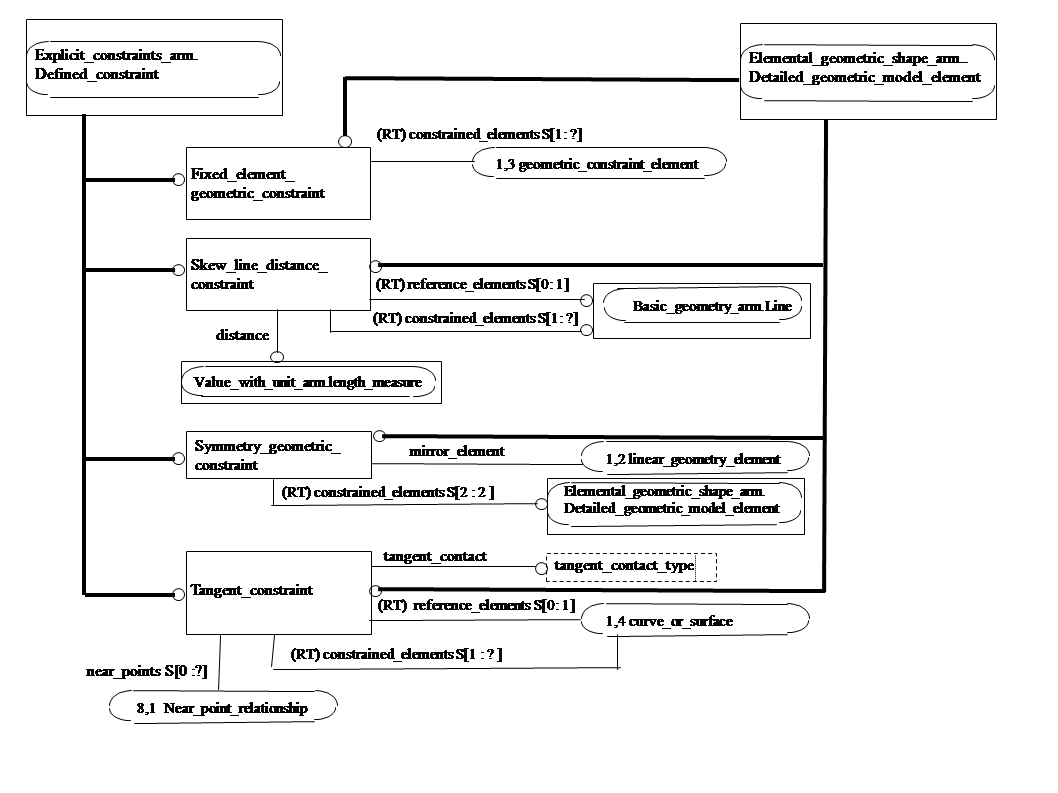 Explicit_constraints_arm.
Defined_constraint
Elemental_geometric_shape_arm.
Detailed_geometric_model_element
(RT) constrained_elements S[1 : ?]
1,3 geometric_constraint_element
Fixed_element_
geometric_constraint
Skew_line_distance_
constraint
(RT) reference_elements S[0: 1]
Basic_geometry_arm.Line
(RT) constrained_elements S[1: ?]
distance
Value_with_unit_arm.length_measure
Symmetry_geometric_
constraint
mirror_element
1,2 linear_geometry_element
(RT) constrained_elements S[2 : 2 ]
Elemental_geometric_shape_arm.
Detailed_geometric_model_element
tangent_contact
tangent_contact_type
Tangent_constraint
(RT) reference_elements S[0: 1]
1,4 curve_or_surface
(RT) constrained_elements S[1 : ? ]
near_points S[0 :?]
8,1 Near_point_relationship